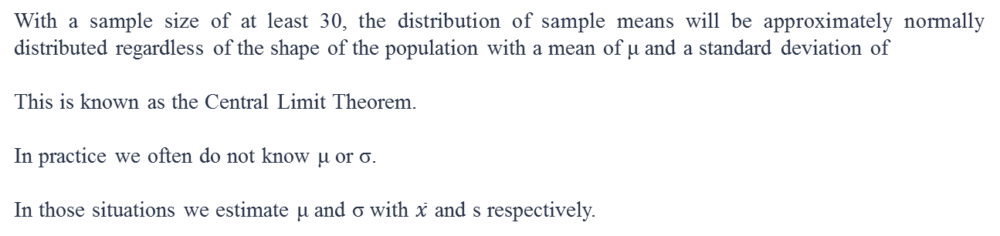 With a sample size of at least 30, the distribution of sample means will be approximately normally
distributed regardless of the shape of the population with a mean of μ and a standard deviation of
This is known as the Central Limit Theorem.
In practice we often do not know μ or σ.
In those situations we estimate μ and σ with x̄ and s respectively.